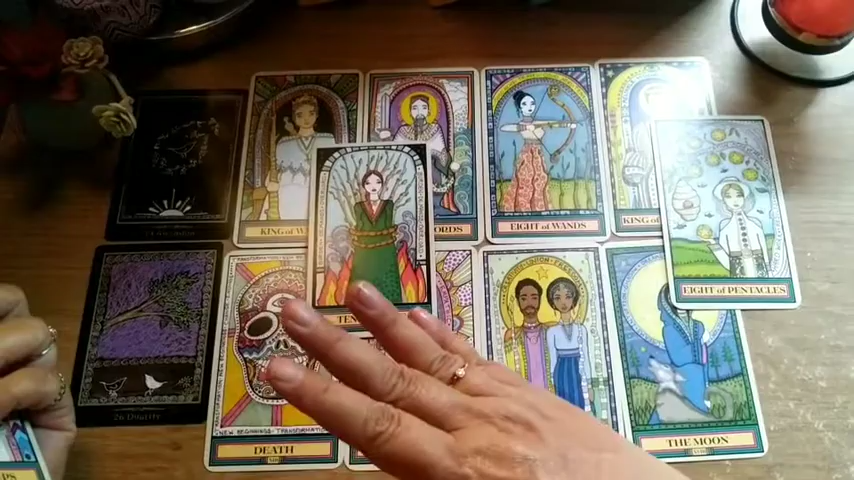 KING of W
ORDS
EIGHT of WANDS
KING of
EIGHT of PENTACLES
TEN
26 DUALITY
NEW BEGINNINGS - TRANSFORMATION
DEATH
THE MOON